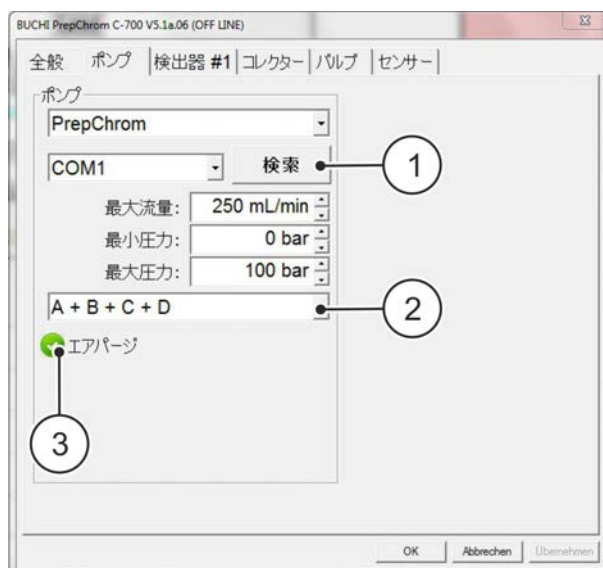 BUCHI PrepChrom C-700 V5.1a.06 (OFF LINE)
全般 ポンプ 検出器 #1 コレクター バルブ センサー
ポンプ
PrepChrom
COM1 検索 1
最大流量: 250 mL/min
最小圧力: 0 bar
最大圧力: 100 bar
A + B + C + D 2
エアパージ
3
OK Abbrechen Übernehmen